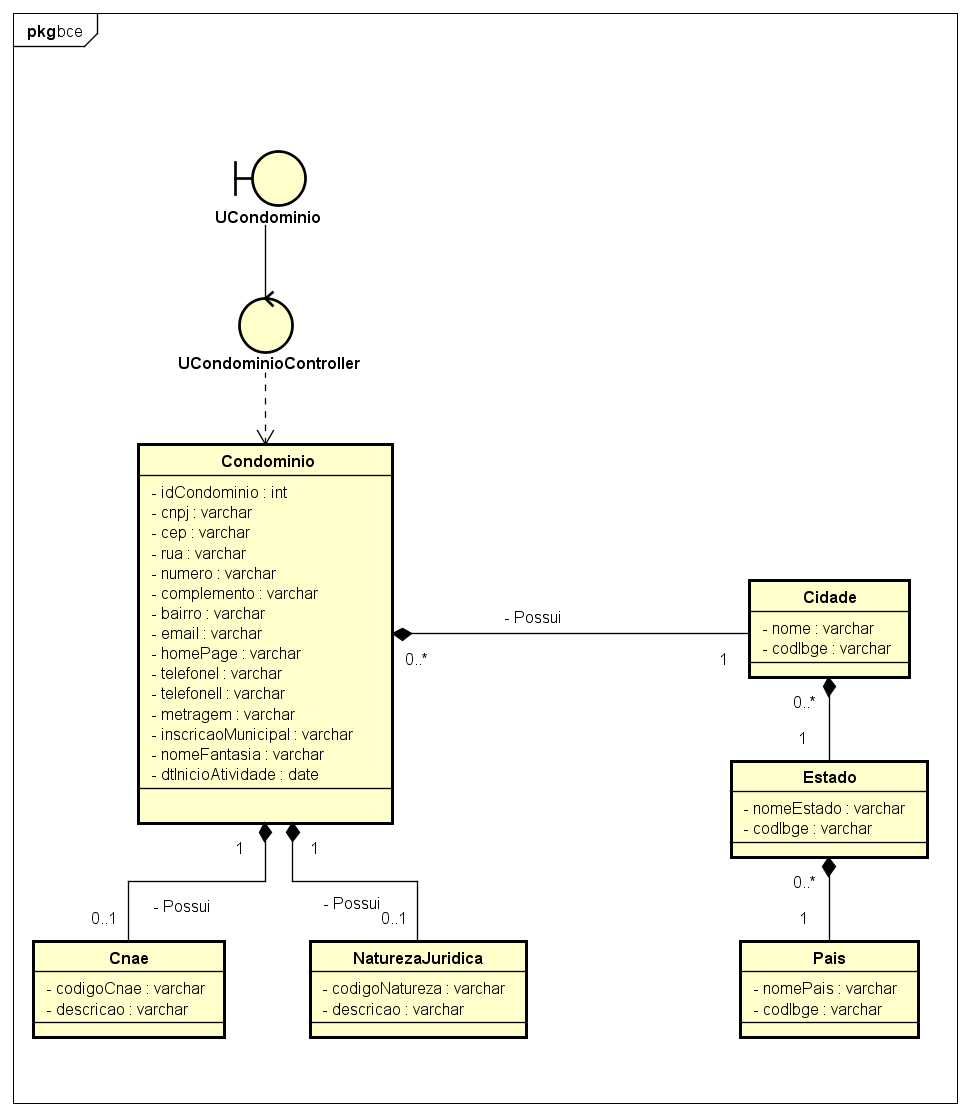 pkgbce
UCondominio
UCondominioController
Condominio
- idCondominio : int
- cnpj : varchar
- cep : varchar
- rua : varchar
- numero : varchar
- complemento : varchar
- bairro : varchar
- email : varchar
- homePage : varchar
- telefoneI : varchar
- telefoneII : varchar
- metragem : varchar
- inscricaoMunicipal : varchar
- nomeFantasia : varchar
- dtInicioAtividade : date
- Possui
0..*
1
Cidade
- nome : varchar
- codIbge : varchar
0..*
1
Estado
- nomeEstado : varchar
- codIbge : varchar
0..*
1
Pais
- nomePais : varchar
- codIbge : varchar
1
1
- Possui
- Possui
0..1
0..1
Cnae
- codigoCnae : varchar
- descricao : varchar
NaturezaJuridica
- codigoNatureza : varchar
- descricao : varchar